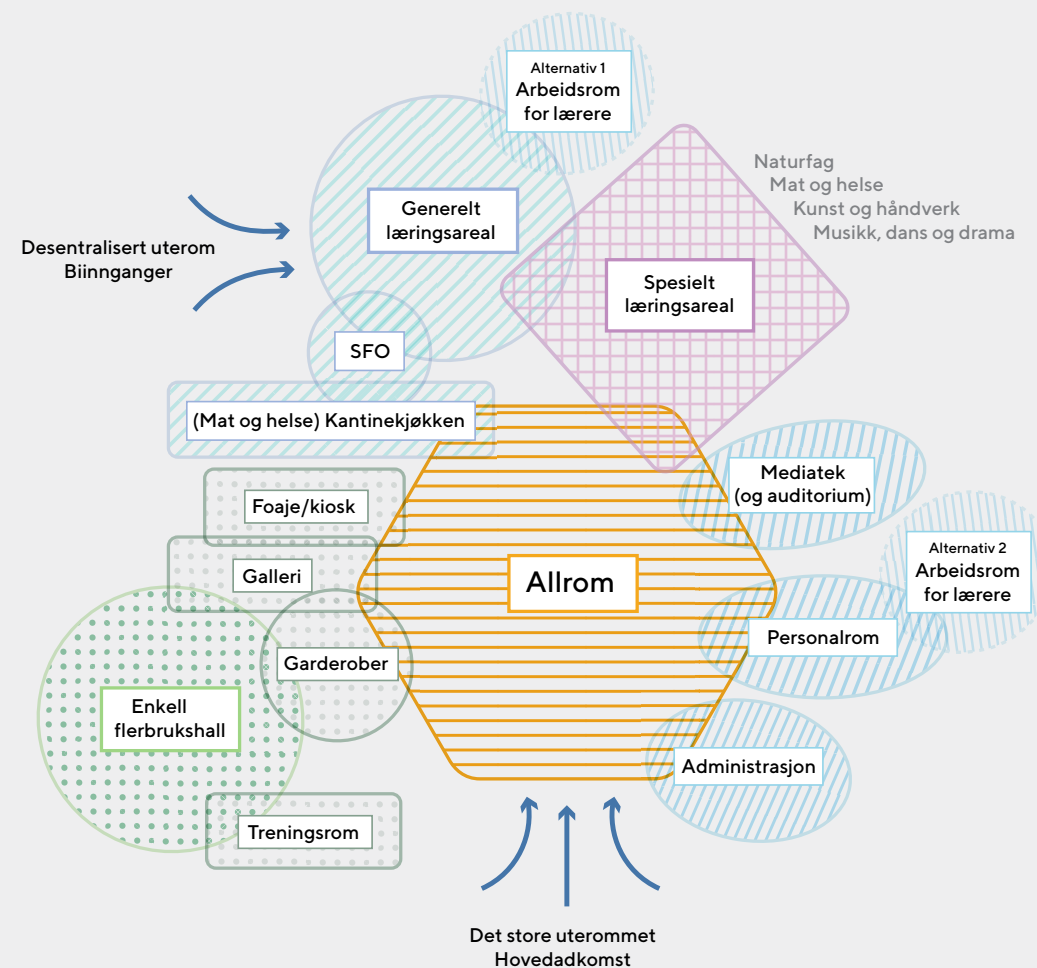 Alternativ 1
Arbeidsrom
for lærere
Naturfag
Mat og helse
Kunst og håndverk
Musikk, dans og drama
Generelt
læringsareal
Desentralisert uterom
Biinnganger
Spesielt
læringsareal
SFO
(Mat og helse) Kantinekjøkken
Mediatek
(og auditorium)
Foaje/kiosk
Alternativ 2
Arbeidsrom
for lærere
Galleri
Allrom
Personalrom
Garderober
Enkell
flerbrukshall
Administrasjon
Treningsrom
Det store uterommet
Hovedadkomst